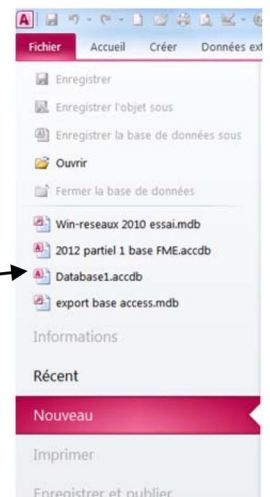 A
Fichier Accueil Créer Données ext
Enregistrer
Enregistrer l'objet sous
Enregistrer la base de données sous
Ouvrir
Fermer la base de données
Win-reseaux 2010 essai.mdb
2012 partiel 1 base FME.accdb
Database1.accdb
export base access.mdb
Informations
Récent
Nouveau
Imprimer
Enregistrer et publier